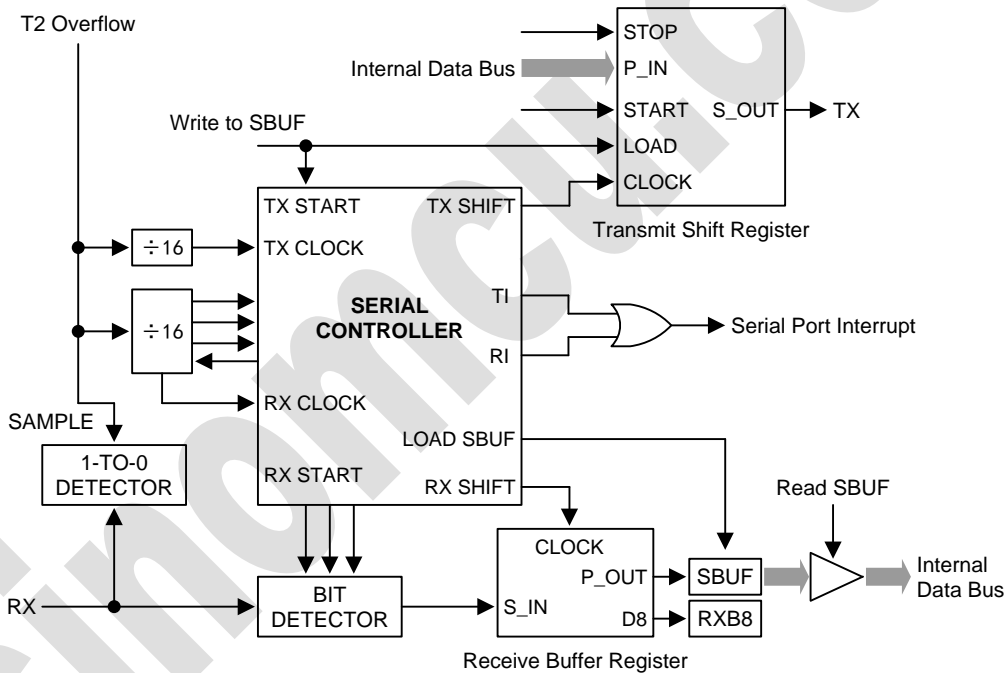 T2 Overflow
STOP
Internal Data Bus
P_IN
START
S_OUT
TX
Write to SBUF
LOAD
CLOCK
TX START
TX SHIFT
Transmit Shift Register
÷16
TX CLOCK
TI
SERIAL
CONTROLLER
÷16
Serial Port Interrupt
RI
RX CLOCK
SAMPLE
LOAD SBUF
1-TO-0
DETECTOR
RX START
RX SHIFT
Read SBUF
CLOCK
P_OUT
SBUF
Internal
Data Bus
RX
BIT
DETECTOR
S_IN
D8
RXB8
Receive Buffer Register